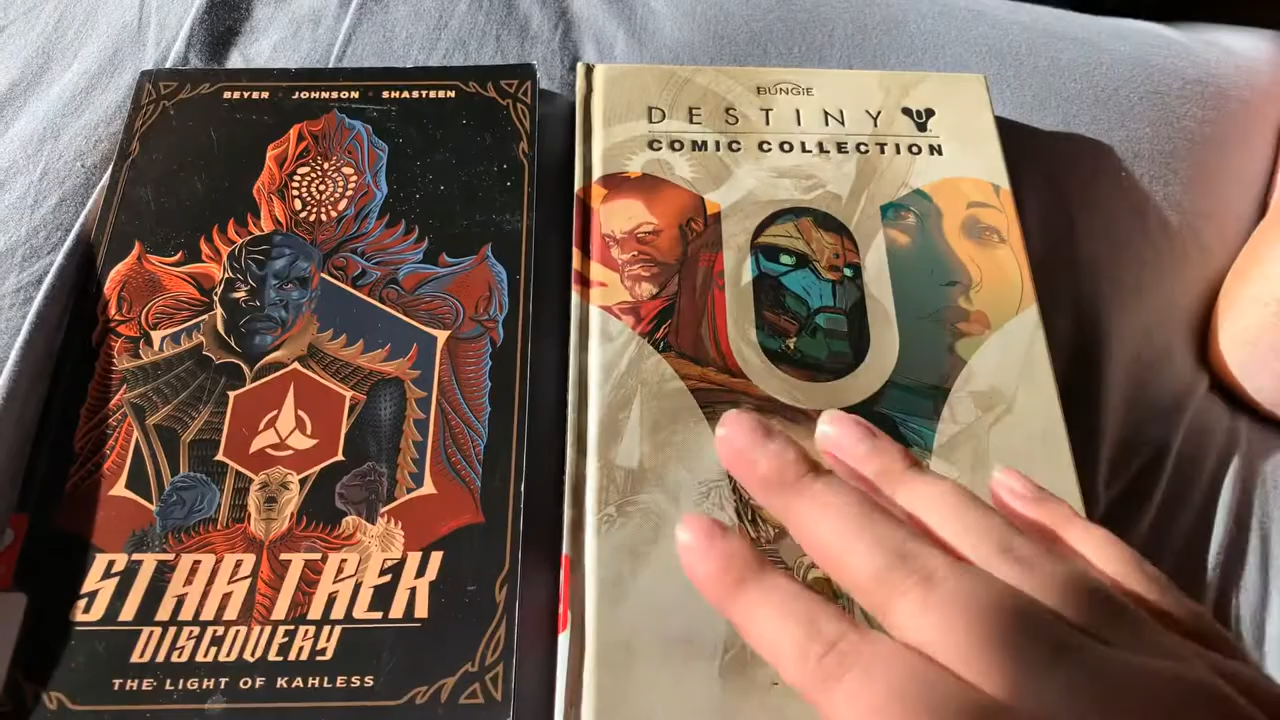 BEYER JOHNSON SHASTEEN
STAR TREK
DISCOVERY
THE LIGHT OF KAHLESS
BUNGIE
DESTINY
COMIC COLLECTION